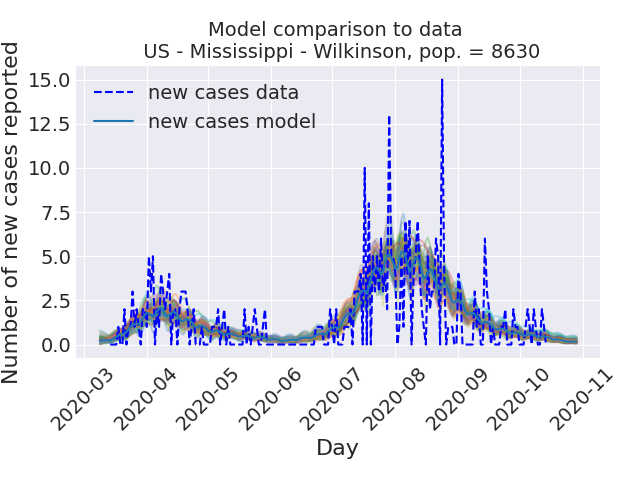 Model comparison to data
US - Mississippi - Wilkinson, pop. = 8630
Number of new cases reported
15.0
12.5
10.0
7.5
5.0
2.5
0.0
new cases data
new cases model
2020-03
2020-04
2020-05
2020-06
2020-07
2020-08
2020-09
2020-10
2020-11
Day